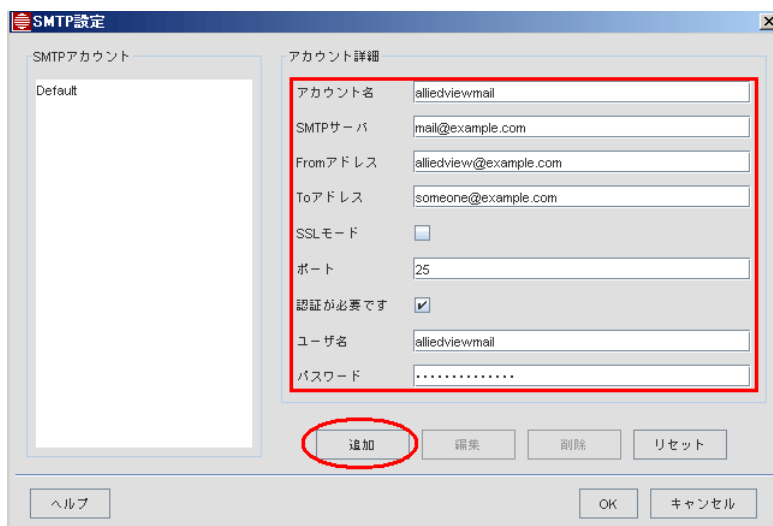 SMTP設定
SMTPアカウント
Default
アカウント詳細
アカウント名 alliedviewmail
SMTPサーバ mail@example.com
Fromアドレス alliedview@example.com
Toアドレス someone@example.com
SSLモード
ポート 25
認証が必要です
ユーザ名 alliedviewmail
パスワード ··············
追加 編集 削除 リセット
ヘルプ OK キャンセル